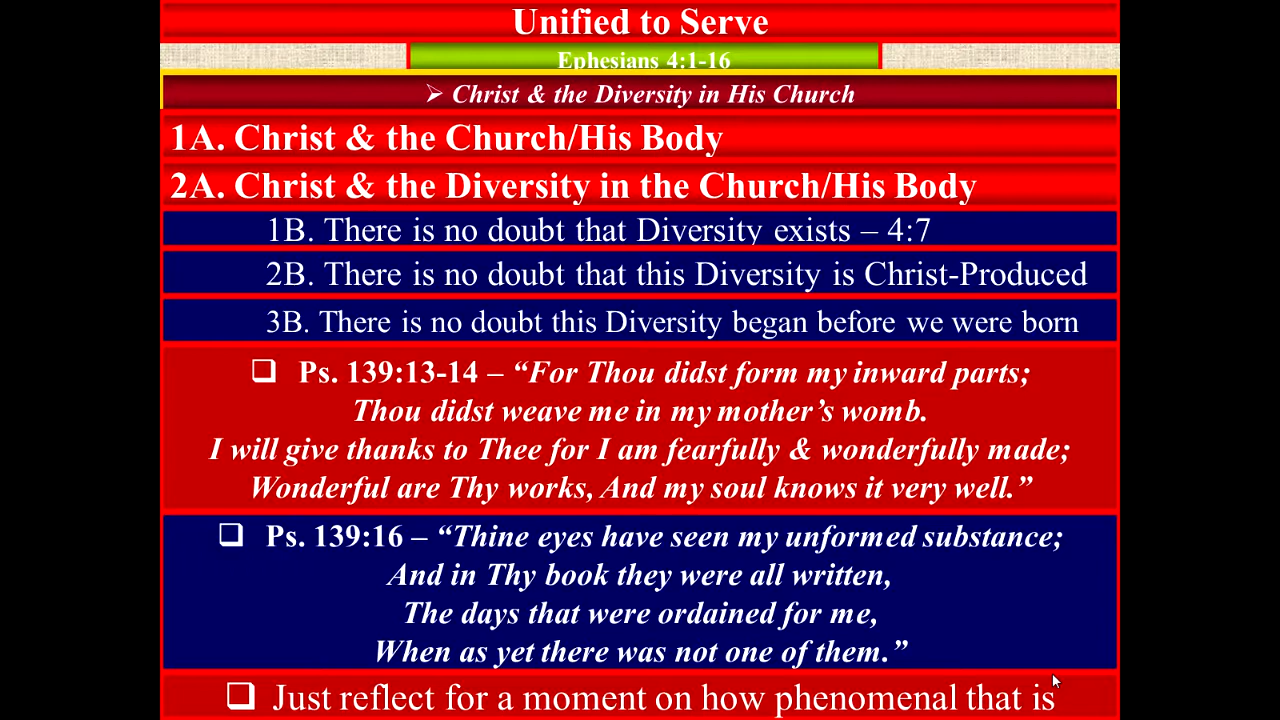 Unified to Serve
Ephesians 4:1-16
➢ Christ & the Diversity in His Church
1A. Christ & the Church/His Body
2A. Christ & the Diversity in the Church/His Body
1B. There is no doubt that Diversity exists – 4:7
2B. There is no doubt that this Diversity is Christ-Produced
3B. There is no doubt this Diversity began before we were born
❑ Ps. 139:13-14 – “For Thou didst form my inward parts;
Thou didst weave me in my mother’s womb.
I will give thanks to Thee for I am fearfully & wonderfully made;
Wonderful are Thy works, And my soul knows it very well.”
❑ Ps. 139:16 – “Thine eyes have seen my unformed substance;
And in Thy book they were all written,
The days that were ordained for me,
When as yet there was not one of them.”
❑ Just reflect for a moment on how phenomenal that is